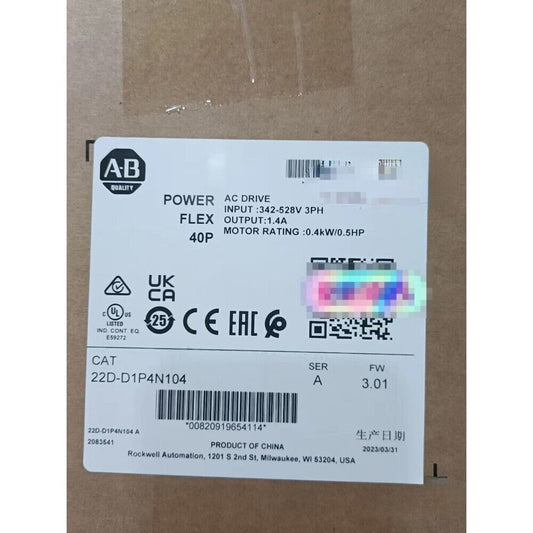 A-B
QUALITY
POWER
FLEX
40P
AC DRIVE
INPUT :342-528V 3PH
OUTPUT:1.4A
MOTOR RATING :0.4kW/0.5HP
UK
CA
C UL US
LISTED
IND. CONT. EQ.
E59272
25
CE
EAC
CAT
22D-D1P4N104
SER
A
FW
3.01
*00820919654114*
22D-D1P4N104 A
2083541
生产日期
2023/03/31
PRODUCT OF CHINA
Rockwell Automation, 1201 S 2nd St, Milwaukee, WI 53204, USA